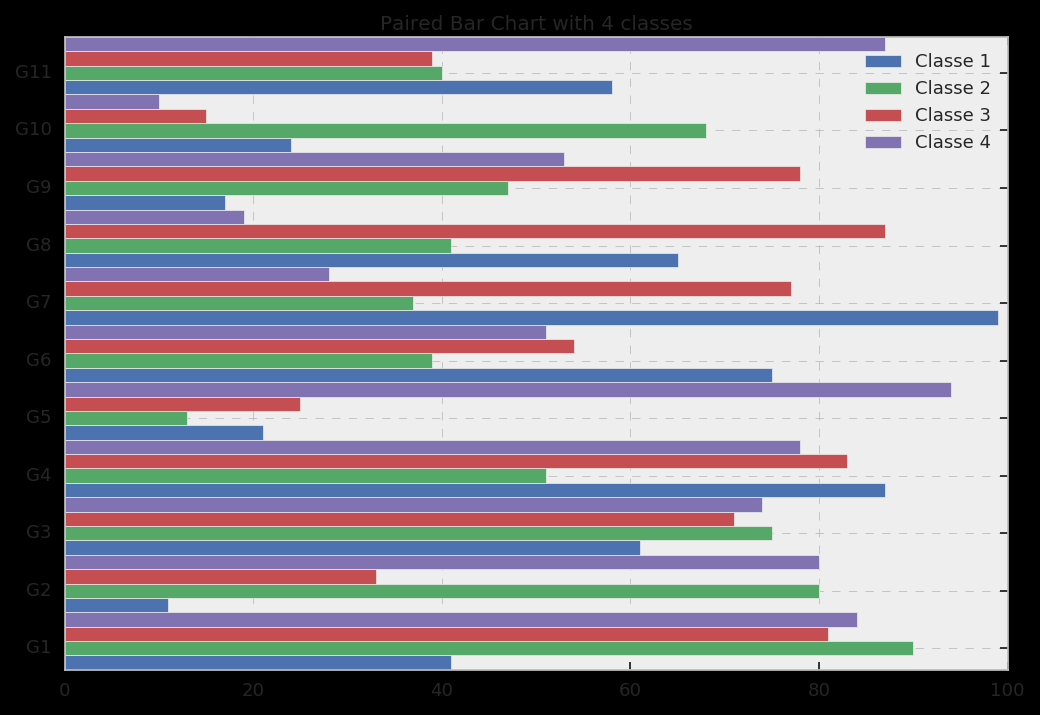 Paired Bar Chart with 4 classes
G11
G10
G9
G8
G7
G6
G5
G4
G3
G2
G1
Classe 1
Classe 2
Classe 3
Classe 4
0 20 40 60 80 100